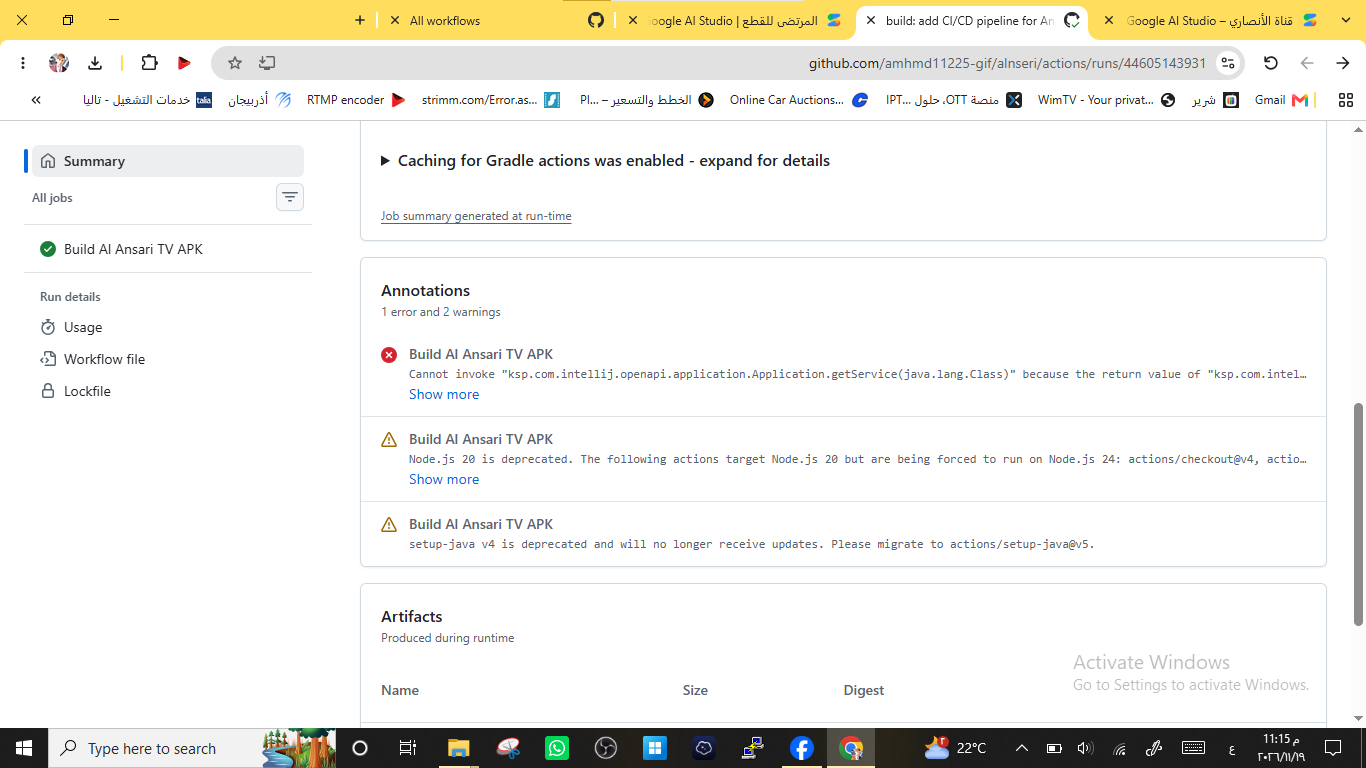 All workflows
المرتضى للقطع | Google AI Studio
build: add CI/CD pipeline for An
قناة الأنصاري – Google AI Studio
github.com/amhmd11225-gif/alnseri/actions/runs/44605143931
خدمات التشغيل - تاليا
talia
أذربيجان
RTMP encoder
strimm.com/Error.as...
الخطط والتسعير – Pl...
Online Car Auctions...
منصة OTT، حلول IPT...
WimTV - Your privat...
شرير
Gmail
Summary
All jobs
Build Al Ansari TV APK
Run details
Usage
Workflow file
Lockfile
Caching for Gradle actions was enabled - expand for details
Job summary generated at run-time
Annotations
1 error and 2 warnings
Build Al Ansari TV APK
Cannot invoke "ksp.com.intellij.openapi.application.Application.getService(java.lang.Class)" because the return value of "ksp.com.intel…
Show more
Build Al Ansari TV APK
Node.js 20 is deprecated. The following actions target Node.js 20 but are being forced to run on Node.js 24: actions/checkout@v4, actio…
Show more
Build Al Ansari TV APK
setup-java v4 is deprecated and will no longer receive updates. Please migrate to actions/setup-java@v5.
Artifacts
Produced during runtime
Name Size Digest
Activate Windows
Go to Settings to activate Windows.
Type here to search
٣
22°C
ع
م 11:15
٢٠٢٦/١١/١٩